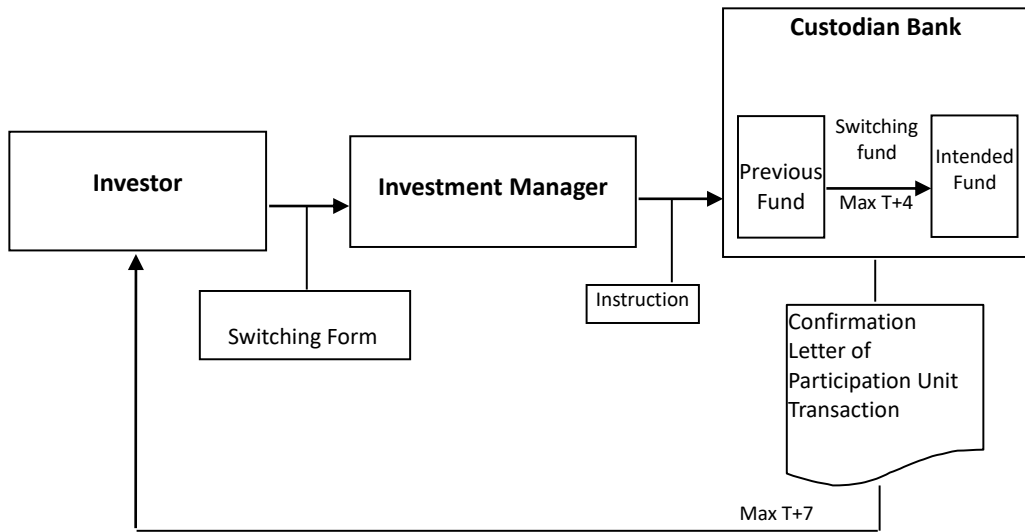 Custodian Bank
Investor
Investment Manager
Previous
Fund
Switching
fund
Max T+4
Intended
Fund
Switching Form
Instruction
Confirmation
Letter of
Participation Unit
Transaction
Max T+7